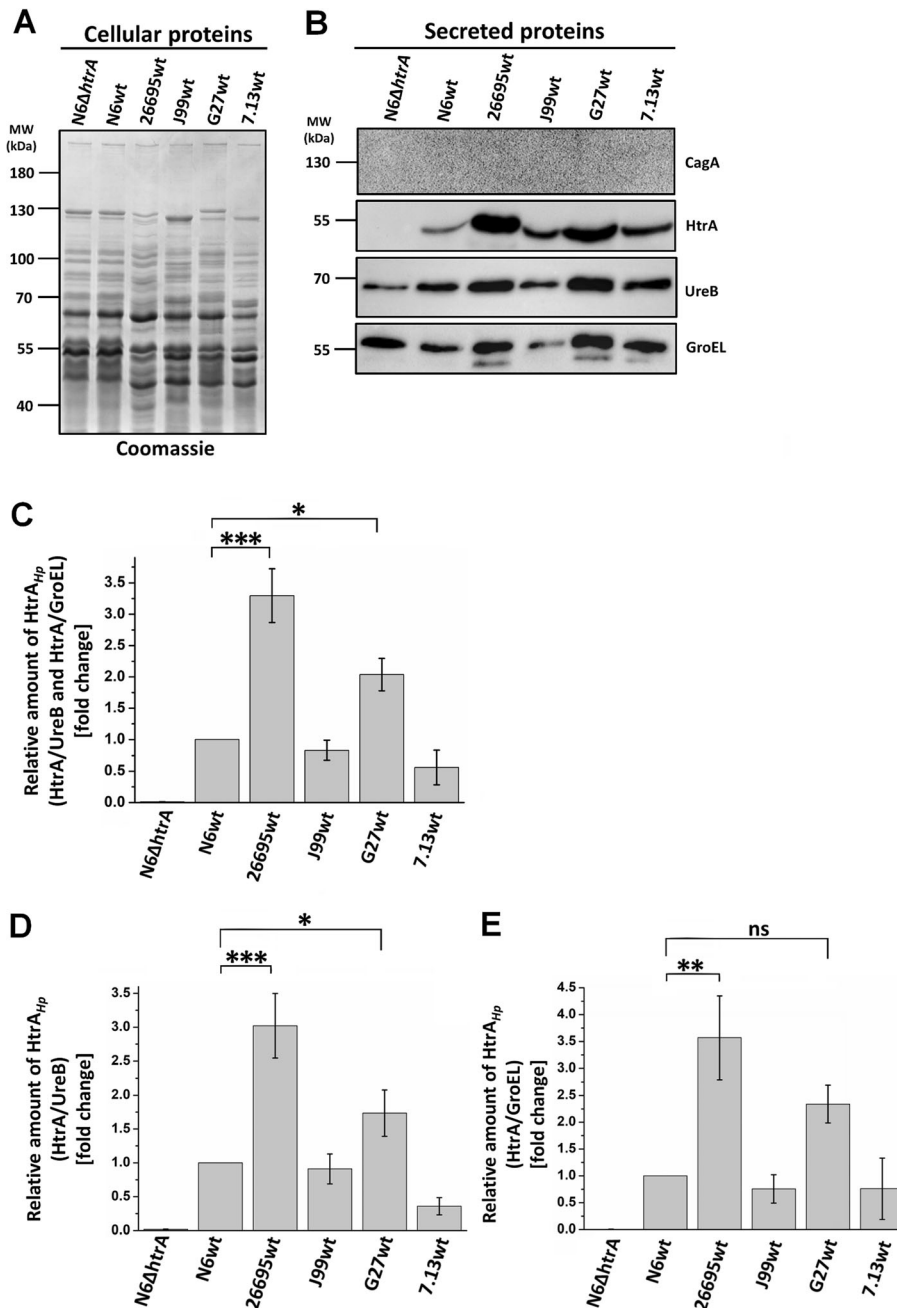 A
Cellular proteins
N6ΔhtrA
N6wt
26695wt
J99wt
G27wt
7.13wt
MW
(kDa)
180
130
100
70
55
40
Coomassie
B
Secreted proteins
N6ΔhtrA
N6wt
26695wt
J99wt
G27wt
7.13wt
MW
(kDa)
130
CagA
55
HtrA
70
UreB
55
GroEL
C
*
***
Relative amount of HtrAHp
(HtrA/UreB and HtrA/GroEL)
[fold change]
3.5
3.0
2.5
2.0
1.5
1.0
0.5
0.0
N6ΔhtrA
N6wt
26695wt
J99wt
G27wt
7.13wt
D
*
***
Relative amount of HtrAHp
(HtrA/UreB)
[fold change]
3.5
3.0
2.5
2.0
1.5
1.0
0.5
0.0
N6ΔhtrA
N6wt
26695wt
J99wt
G27wt
7.13wt
E
ns
**
Relative amount of HtrAHp
(HtrA/GroEL)
[fold change]
4.5
4.0
3.5
3.0
2.5
2.0
1.5
1.0
0.5
0.0
N6ΔhtrA
N6wt
26695wt
J99wt
G27wt
7.13wt